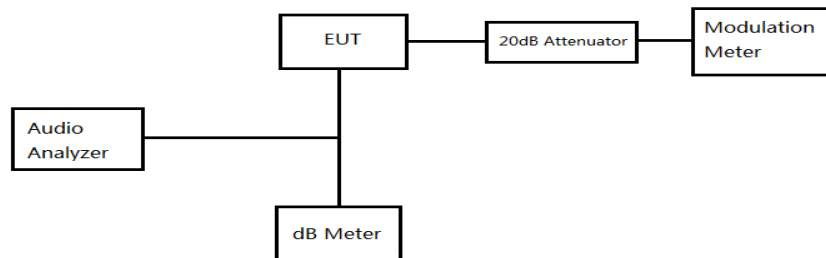 EUT
20dB Attenuator
Modulation
Meter
Audio
Analyzer
dB Meter